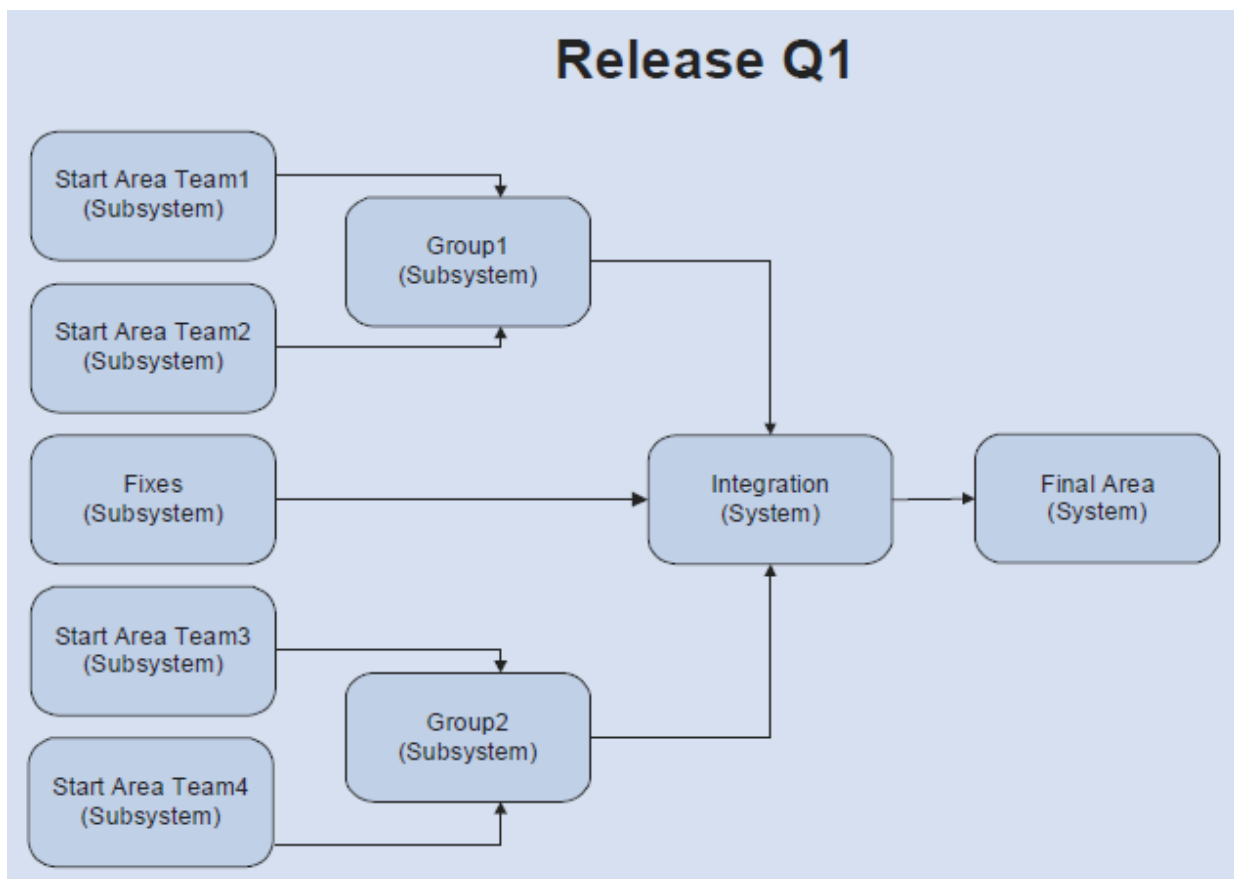 Release Q1
Start Area Team1
(Subsystem)
Group1
(Subsystem)
Start Area Team2
(Subsystem)
Fixes
(Subsystem)
Integration
(System)
Final Area
(System)
Start Area Team3
(Subsystem)
Group2
(Subsystem)
Start Area Team4
(Subsystem)